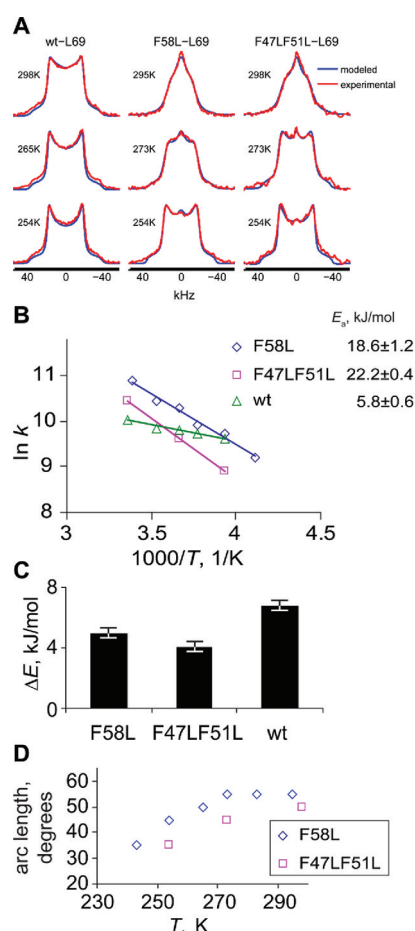 A
wt–L69 F58L–L69 F47LF51L–L69
298K 295K 298K
modeled
experimental
265K 273K 273K
254K 254K 254K
40 0 −40 40 0 −40 40 0 −40
kHz
B
Ea, kJ/mol
F58L 18.6±1.2
F47LF51L 22.2±0.4
wt 5.8±0.6
ln k
11
10
9
8
3 3.5 4 4.5
1000/T, 1/K
C
ΔE, kJ/mol
8
4
0
F58L F47LF51L wt
D
arc length,
degrees
60
50
40
30
20
230 250 270 290
T, K
F58L
F47LF51L